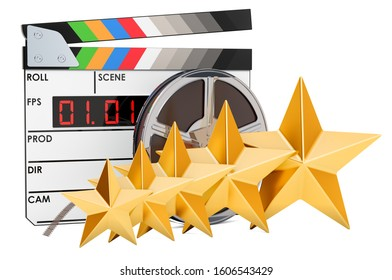 ROLL SCENE
FPS 01.01
PROD
DIR
CAM
shutterstock.com · 1606543429